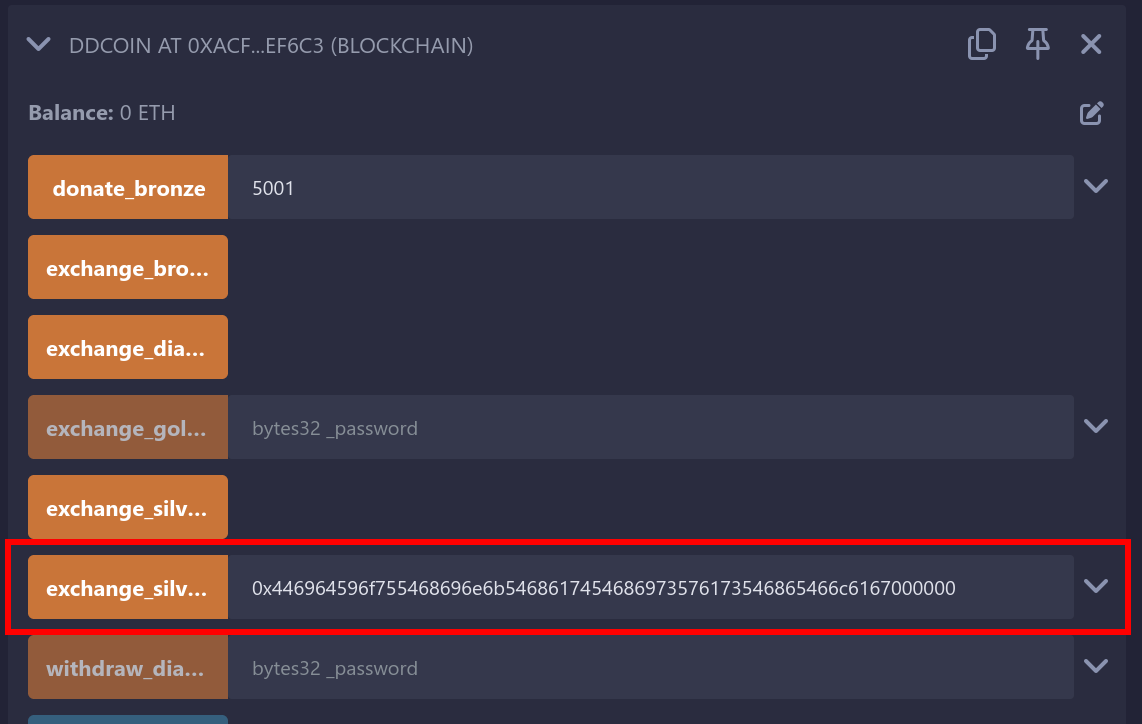 DDCOIN AT 0XACF...EF6C3 (BLOCKCHAIN)
Balance: 0 ETH
donate_bronze 5001
exchange_bro...
exchange_dia...
exchange_gol... bytes32 _password
exchange_silv...
exchange_silv... 0x446964596f755468696e6b5468617454686973576173546865466c6167000000
withdraw_dia... bytes32 _password